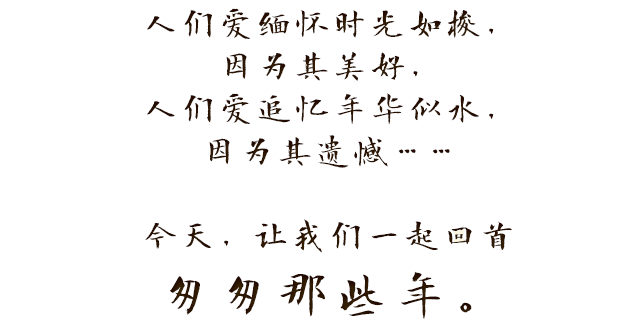 人们爱缅怀时光如梭，
因为其美好，
人们爱追忆年华似水，
因为其遗憾……
今天，让我们一起回首
匆匆那些年。